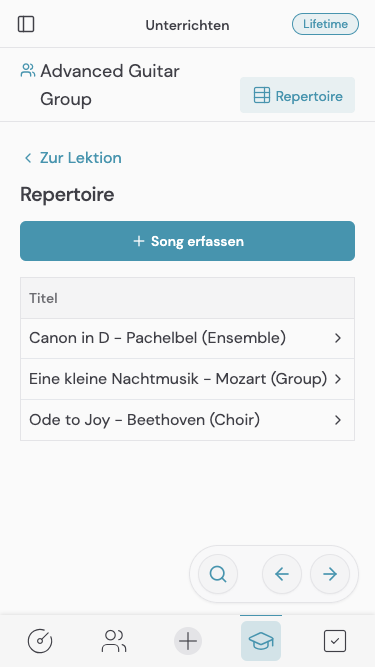 Unterrichten
Lifetime
Advanced Guitar
Group
Repertoire
Zur Lektion
Repertoire
Song erfassen
Titel
Canon in D - Pachelbel (Ensemble)
Eine kleine Nachtmusik - Mozart (Group)
Ode to Joy - Beethoven (Choir)